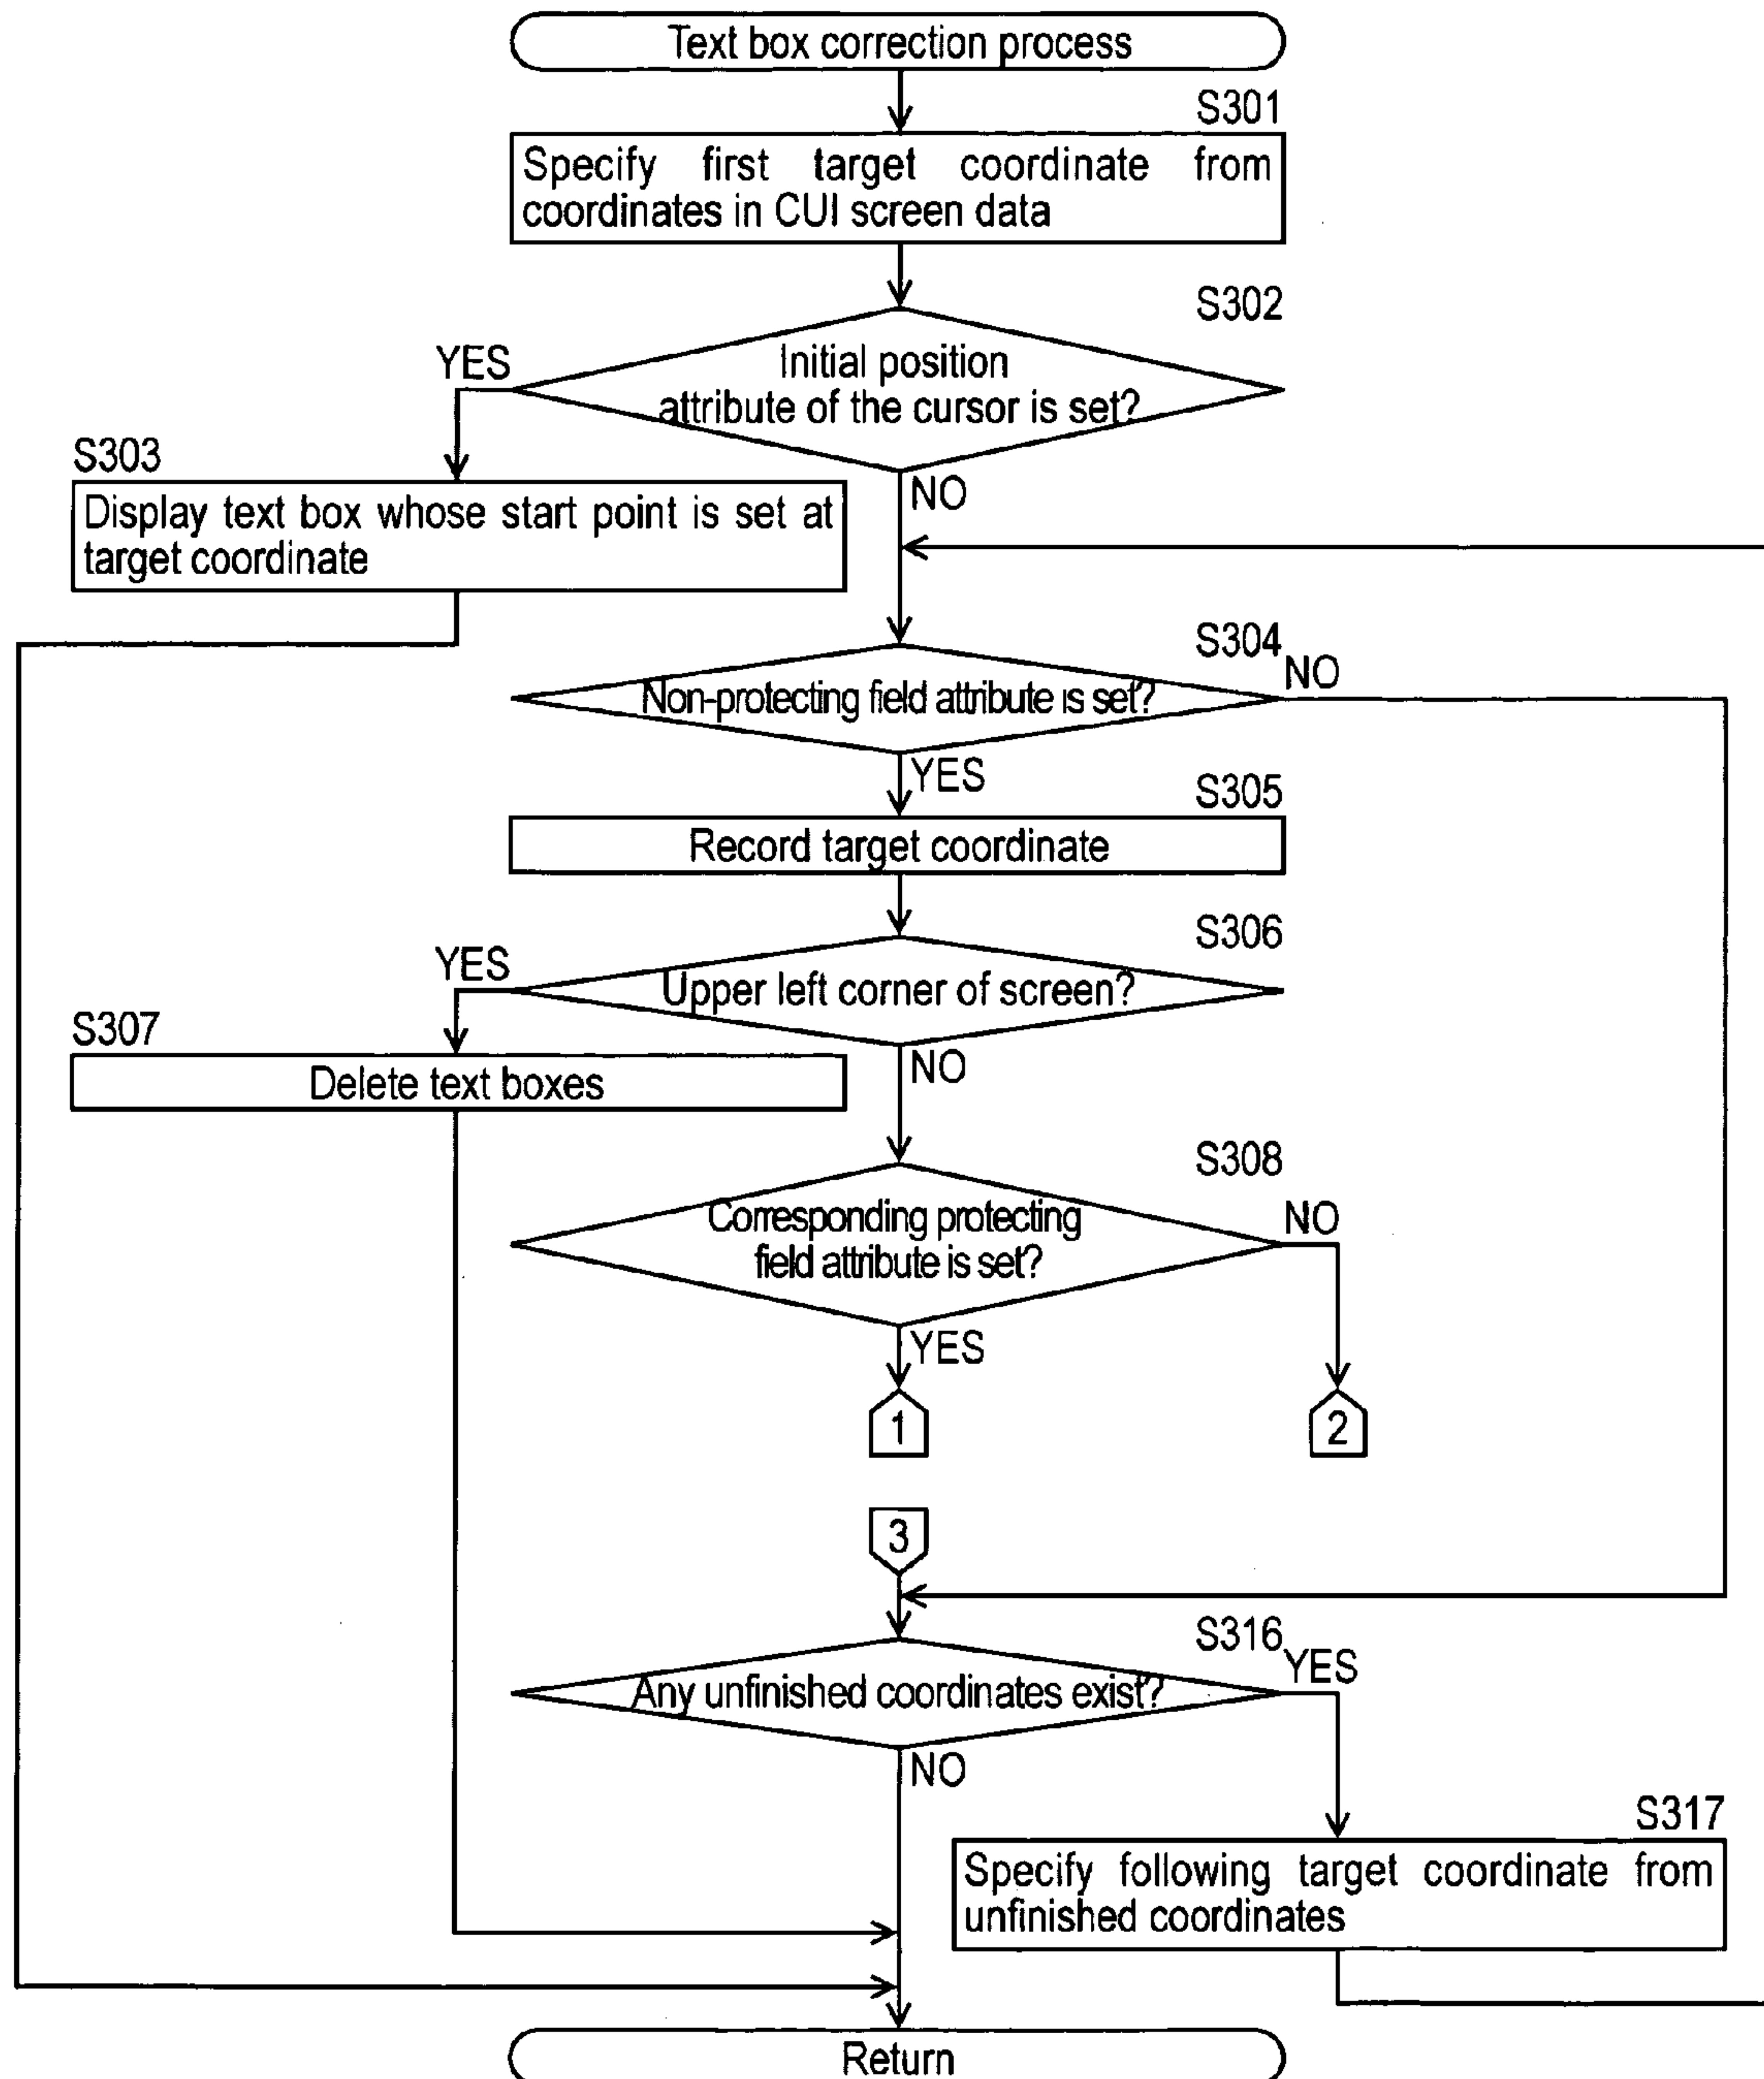 Text box correction process
S301
Specify first target coordinate from
coordinates in CUI screen data
S302
Initial position
attribute of the cursor is set?
YES
NO
S303
Display text box whose start point is set at
target coordinate
S304
Non-protecting field attribute is set?
NO
YES
S305
Record target coordinate
S306
Upper left corner of screen?
YES
NO
S307
Delete text boxes
S308
Corresponding protecting
field attribute is set?
NO
YES
1
2
3
S316
Any unfinished coordinates exist?
YES
NO
S317
Specify following target coordinate from
unfinished coordinates
Return